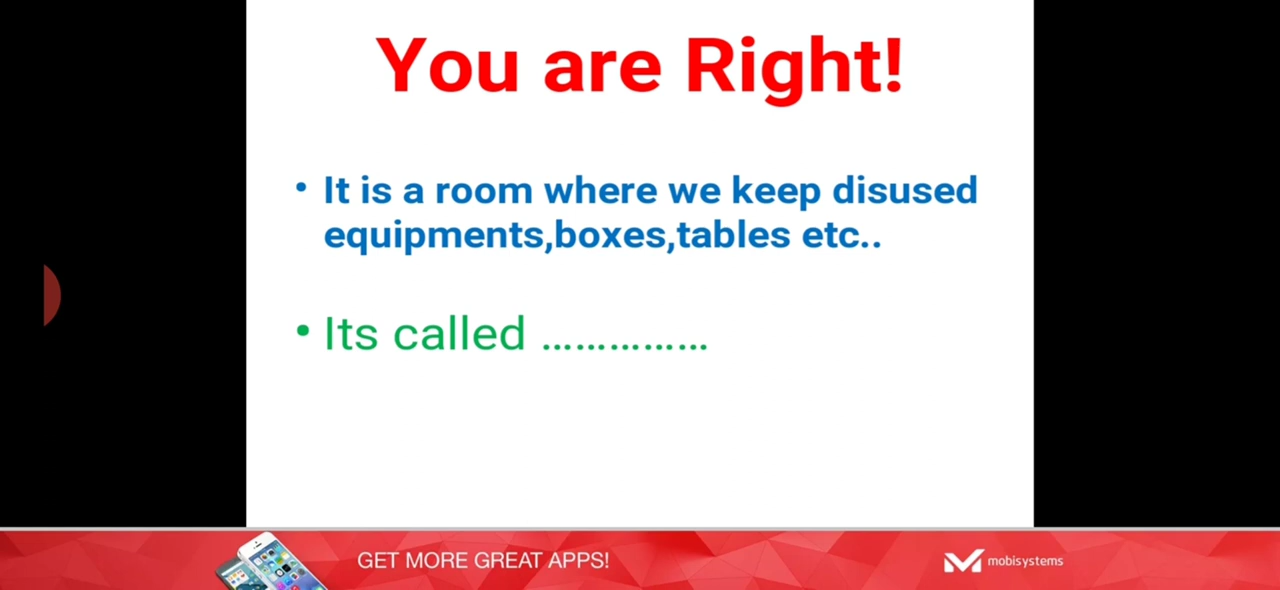 You are Right!
• It is a room where we keep disused
equipments,boxes,tables etc..
• Its called ……………
GET MORE GREAT APPS!
mobisystems